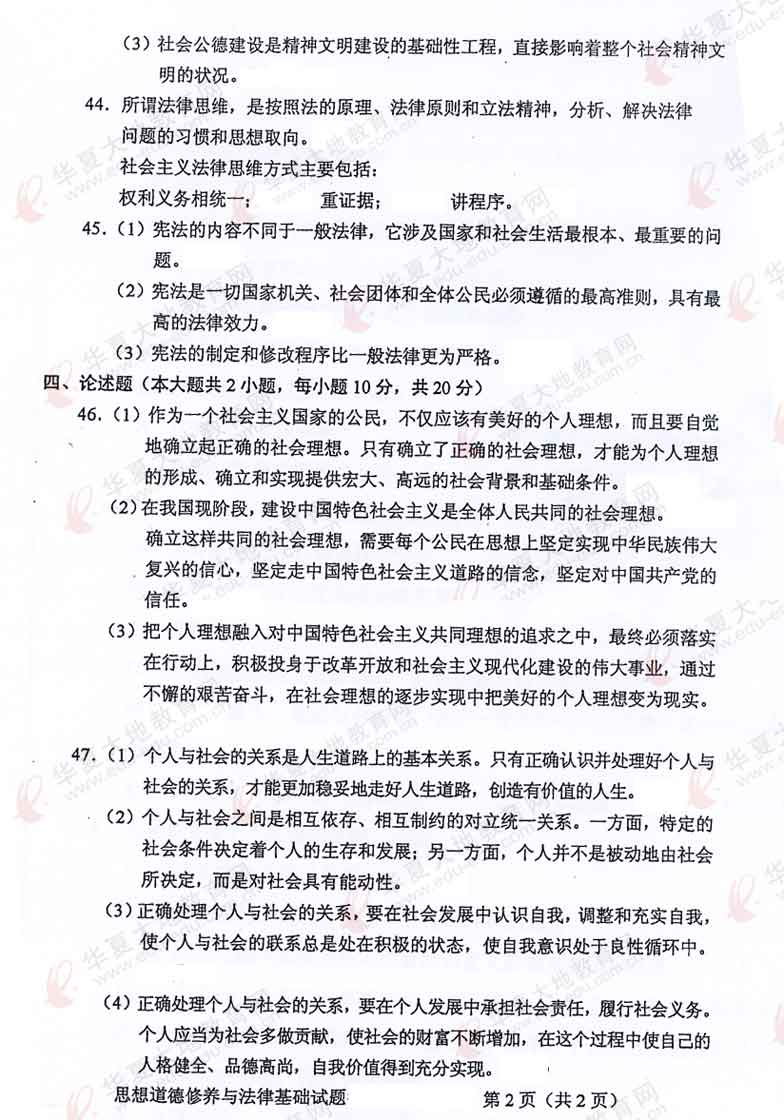 （3）社会公德建设是精神文明建设的基础性工程，直接影响着整个社会精神文
明的状况。
44．所谓法律思维，是按照法的原理、法律原则和立法精神，分析、解决法律
问题的习惯和思想取向。
社会主义法律思维方式主要包括：
权利义务相统一； 重证据； 讲程序。
45．（1）宪法的内容不同于一般法律，它涉及国家和社会生活最根本、最重要的问
题。
（2）宪法是一切国家机关、社会团体和全体公民必须遵循的最高准则，具有最
高的法律效力。
（3）宪法的制定和修改程序比一般法律更为严格。
四、论述题（本大题共2小题，每小题10分，共20分）
46．（1）作为一个社会主义国家的公民，不仅应该有美好的个人理想，而且要自觉
地确立起正确的社会理想。只有确立了正确的社会理想，才能为个人理想
的形成、确立和实现提供宏大、高远的社会背景和基础条件。
（2）在我国现阶段，建设中国特色社会主义是全体人民共同的社会理想。
确立这样共同的社会理想，需要每个公民在思想上坚定实现中华民族伟大
复兴的信心，坚定走中国特色社会主义道路的信念，坚定对中国共产党的
信任。
（3）把个人理想融入对中国特色社会主义共同理想的追求之中，最终必须落实
在行动上，积极投身于改革开放和社会主义现代化建设的伟大事业，通过
不懈的艰苦奋斗，在社会理想的逐步实现中把美好的个人理想变为现实。
47．（1）个人与社会的关系是人生道路上的基本关系。只有正确认识并处理好个人与
社会的关系，才能更加稳妥地走好人生道路，创造有价值的人生。
（2）个人与社会之间是相互依存、相互制约的对立统一关系。一方面，特定的
社会条件决定着个人的生存和发展；另一方面，个人并不是被动地由社会
所决定，而是对社会具有能动性。
（3）正确处理个人与社会的关系，要在社会发展中认识自我，调整和充实自我，
使个人与社会的联系总是处在积极的状态，使自我意识处于良性循环中。
（4）正确处理个人与社会的关系，要在个人发展中承担社会责任，履行社会义务。
个人应当为社会多做贡献，使社会的财富不断增加，在这个过程中使自己的
人格健全、品德高尚，自我价值得到充分实现。
思想道德修养与法律基础试题 第2页（共2页）
华夏大地教育网
www.edu-edu.com.cn